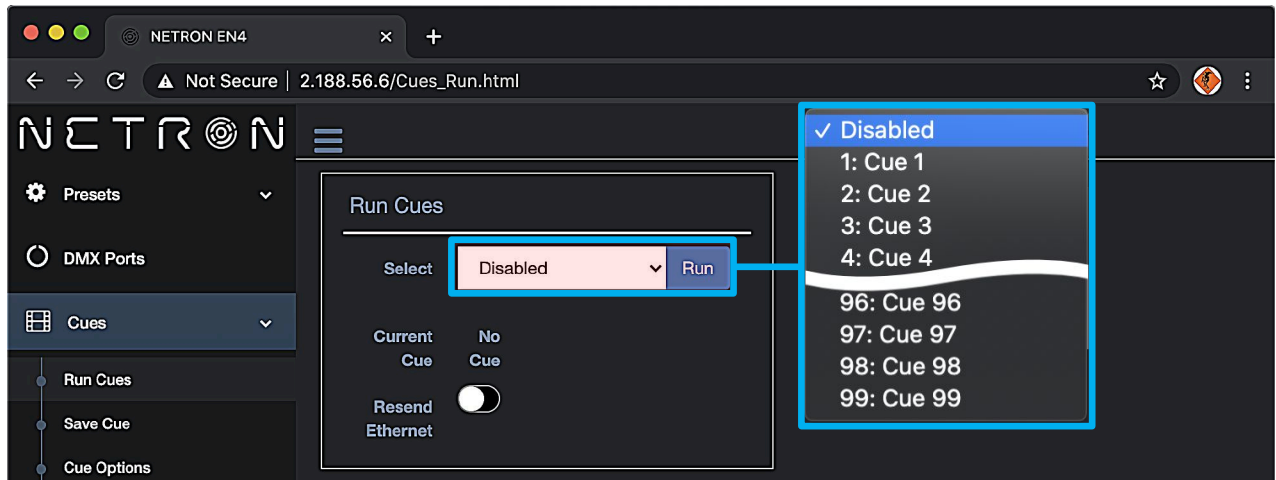 NETRON EN4
Not Secure | 2.188.56.6/Cues_Run.html
NETRON
Presets
DMX Ports
Cues
Run Cues
Save Cue
Cue Options
Run Cues
Select
Disabled
Run
Current
Cue
No
Cue
Resend
Ethernet
✓ Disabled
1: Cue 1
2: Cue 2
3: Cue 3
4: Cue 4
96: Cue 96
97: Cue 97
98: Cue 98
99: Cue 99